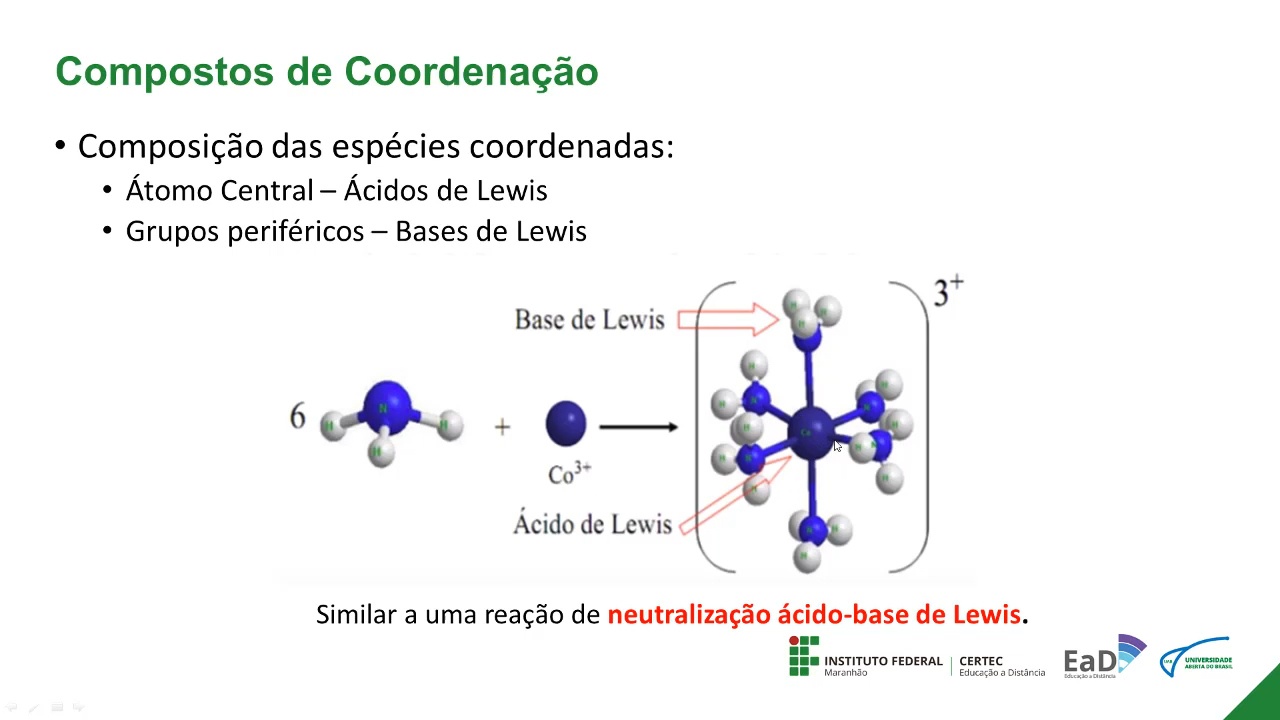 Compostos de Coordenação
• Composição das espécies coordenadas:
• Átomo Central – Ácidos de Lewis
• Grupos periféricos – Bases de Lewis
3+
Base de Lewis
6
+
Co3+
Ácido de Lewis
N
H
H
H
Co
Similar a uma reação de neutralização ácido-base de Lewis.
INSTITUTO FEDERAL
Maranhão
CERTEC
Educação a Distância
EaD
Educação a Distância
UAB
UNIVERSIDADE
ABERTA DO BRASIL